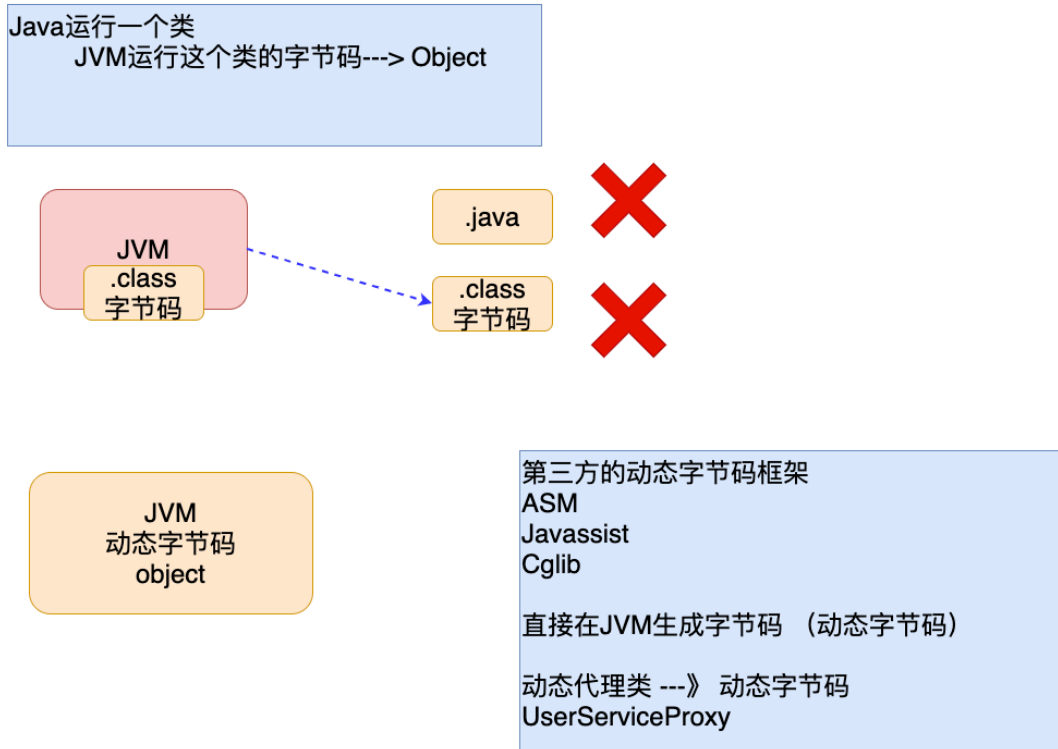 Java运行一个类
JVM运行这个类的字节码---> Object
JVM
.class
字节码
.java
.class
字节码
JVM
动态字节码
object
第三方的动态字节码框架
ASM
Javassist
Cglib
直接在JVM生成字节码 （动态字节码）
动态代理类 ---》 动态字节码
UserServiceProxy